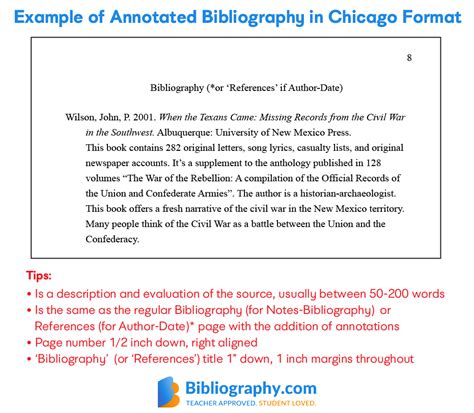 Example of Annotated Bibliography in Chicago Format
8
Bibliography (*or ‘References’ if Author-Date)
Wilson, John, P. 2001. When the Texans Came: Missing Records from the Civil War
in the Southwest. Albuquerque: University of New Mexico Press.
This book contains 282 original letters, song lyrics, casualty lists, and original
newspaper accounts. It’s a supplement to the anthology published in 128
volumes “The War of the Rebellion: A compilation of the Official Records of
the Union and Confederate Armies”. The author is a historian-archaeologist.
This book offers a fresh narrative of the civil war in the New Mexico territory.
Many people think of the Civil War as a battle between the Union and the
Confederacy.
Tips:
• Is a description and evaluation of the source, usually between 50-200 words
• Is the same as the regular Bibliography (for Notes-Bibliography) or
References (for Author-Date)* page with the addition of annotations
• Page number 1/2 inch down, right aligned
• ‘Bibliography’ (or ‘References’) title 1" down, 1 inch margins throughout
Bibliography.com
TEACHER APPROVED. STUDENT LOVED.